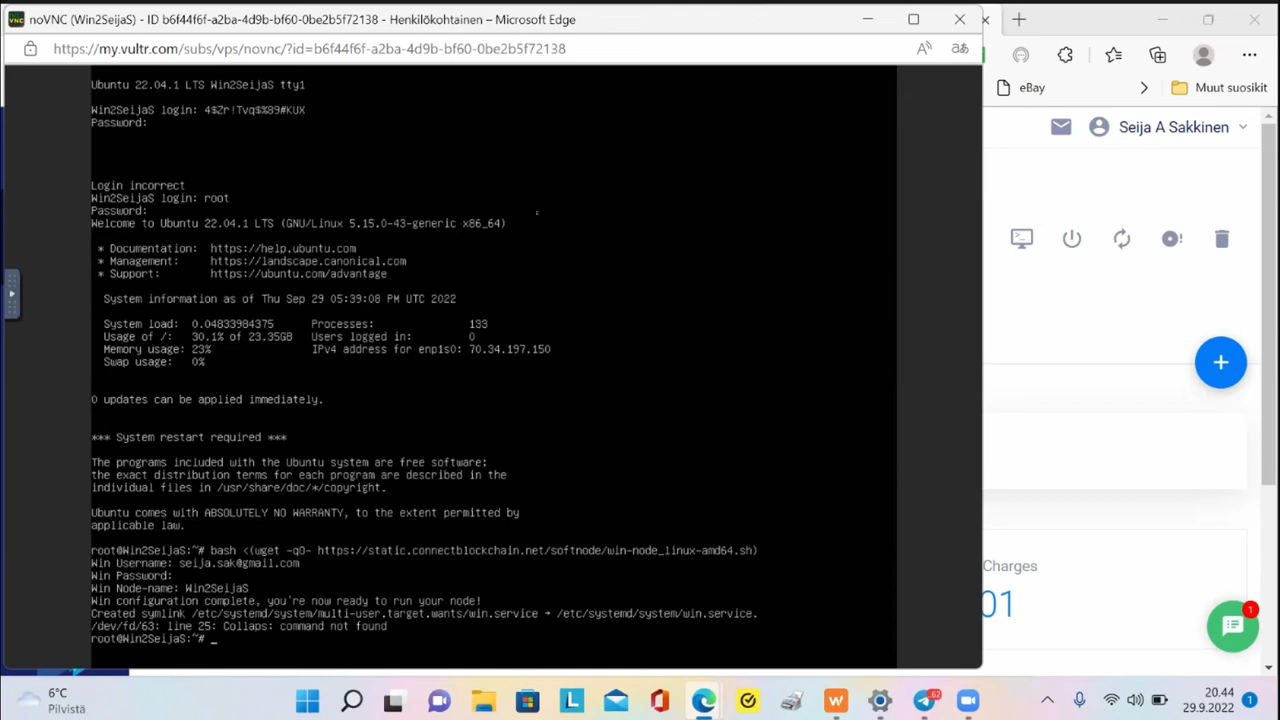 noVNC (Win2SeijaS) - ID b6f44f6f-a2ba-4d9b-bf60-0be2b5f72138 - Henkilökohtainen – Microsoft Edge
https://my.vultr.com/subs/vps/novnc/?id=b6f44f6f-a2ba-4d9b-bf60-0be2b5f72138
eBay
Muut suosikit
Seija A Sakkinen
Ubuntu 22.04.1 LTS Win2SeijaS tty1
Win2SeijaS login: 4$Zr!Tvq$%89#KUX
Password:
Login incorrect
Win2SeijaS login: root
Password:
Welcome to Ubuntu 22.04.1 LTS (GNU/Linux 5.15.0-43-generic x86_64)
* Documentation: https://help.ubuntu.com
* Management: https://landscape.canonical.com
* Support: https://ubuntu.com/advantage
System information as of Thu Sep 29 05:39:08 PM UTC 2022
System load: 0.04833984375 Processes: 133
Usage of /: 30.1% of 23.35GB Users logged in: 0
Memory usage: 23% IPv4 address for enp1s0: 70.34.197.150
Swap usage: 0%
0 updates can be applied immediately.
*** System restart required ***
The programs included with the Ubuntu system are free software;
the exact distribution terms for each program are described in the
individual files in /usr/share/doc/*/copyright.
Ubuntu comes with ABSOLUTELY NO WARRANTY, to the extent permitted by
applicable law.
root@Win2SeijaS:~# bash <(wget -qO- https://static.connectblockchain.net/softnode/win-node_linux-amd64.sh)
Win Username: seija.sak@gmail.com
Win Password:
Win Node-name: Win2SeijaS
Win configuration complete, you're now ready to run your node!
Created symlink /etc/systemd/system/multi-user.target.wants/win.service → /etc/systemd/system/win.service.
/dev/fd/63: line 25: Collaps: command not found
root@Win2SeijaS:~# _
Charges
01
1
6°C
Pilvistä
62
20.44
29.9.2022
1